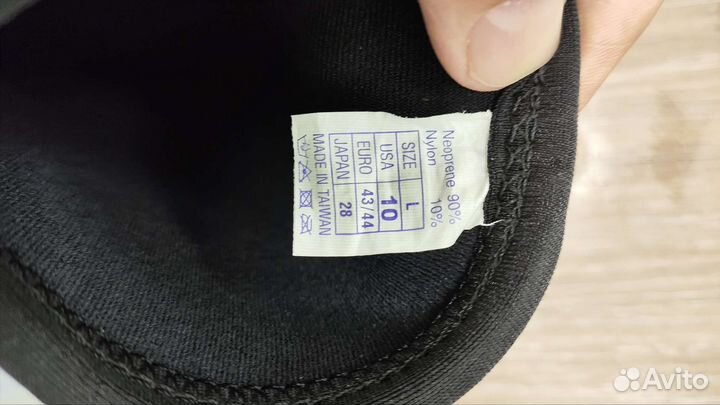 Neoprene 90%
Nylon 10%
SIZE L
USA 10
EURO 43/44
JAPAN 28
MADE IN TAIWAN
Avito